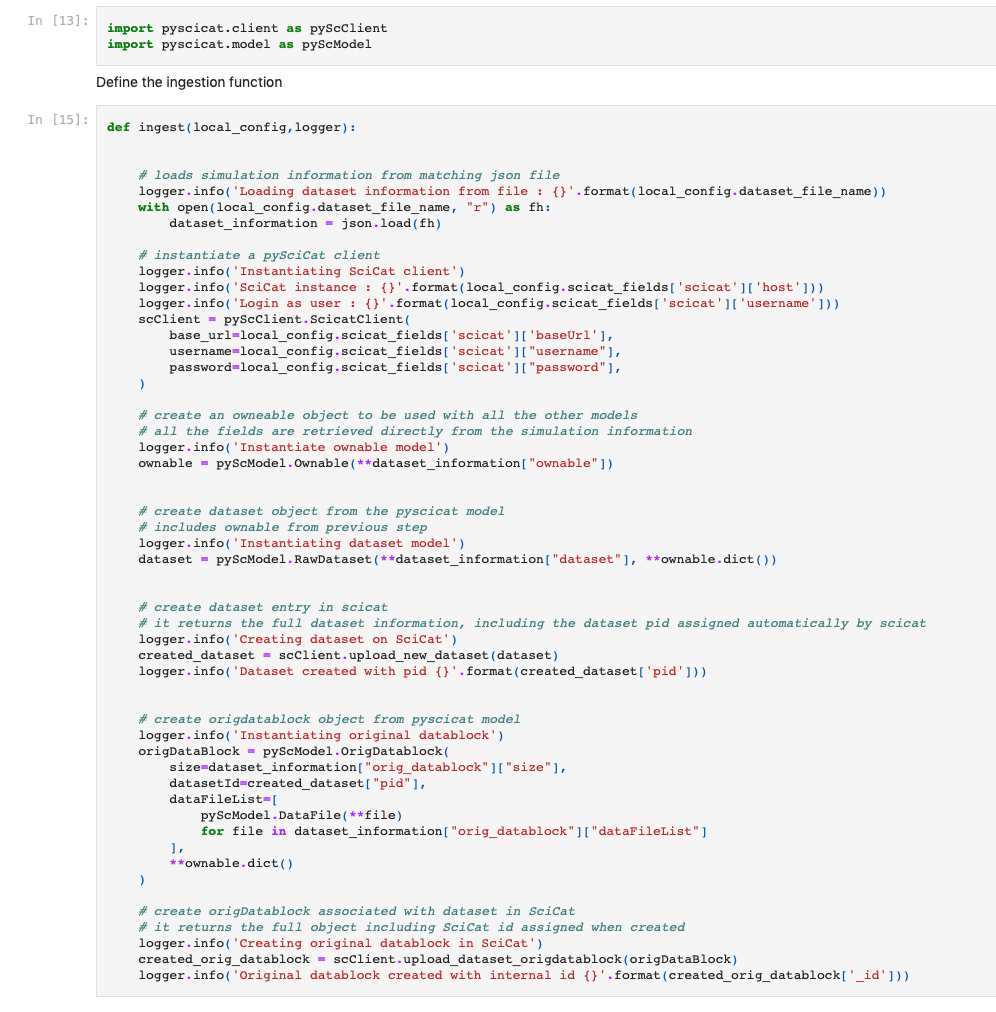 In [13]:
import pyscicat.client as pyScClient
import pyscicat.model as pyScModel
Define the ingestion function
In [15]:
def ingest(local_config,logger):
# loads simulation information from matching json file
logger.info('Loading dataset information from file : {}'.format(local_config.dataset_file_name))
with open(local_config.dataset_file_name, "r") as fh:
dataset_information = json.load(fh)
# instantiate a pySciCat client
logger.info('Instantiating SciCat client')
logger.info('SciCat instance : {}'.format(local_config.scicat_fields['scicat']['host']))
logger.info('Login as user : {}'.format(local_config.scicat_fields['scicat']['username']))
scClient = pyScClient.ScicatClient(
base_url=local_config.scicat_fields['scicat']['baseUrl'],
username=local_config.scicat_fields['scicat']["username"],
password=local_config.scicat_fields['scicat']["password"],
)
# create an owneable object to be used with all the other models
# all the fields are retrieved directly from the simulation information
logger.info('Instantiate ownable model')
ownable = pyScModel.Ownable(**dataset_information["ownable"])
# create dataset object from the pyscicat model
# includes ownable from previous step
logger.info('Instantiating dataset model')
dataset = pyScModel.RawDataset(**dataset_information["dataset"], **ownable.dict())
# create dataset entry in scicat
# it returns the full dataset information, including the dataset pid assigned automatically by scicat
logger.info('Creating dataset on SciCat')
created_dataset = scClient.upload_new_dataset(dataset)
logger.info('Dataset created with pid {}'.format(created_dataset['pid']))
# create origdatablock object from pyscicat model
logger.info('Instantiating original datablock')
origDataBlock = pyScModel.OrigDatablock(
size=dataset_information["orig_datablock"]["size"],
datasetId=created_dataset["pid"],
dataFileList=[
pyScModel.DataFile(**file)
for file in dataset_information["orig_datablock"]["dataFileList"]
],
**ownable.dict()
)
# create origDatablock associated with dataset in SciCat
# it returns the full object including SciCat id assigned when created
logger.info('Creating original datablock in SciCat')
created_orig_datablock = scClient.upload_dataset_origdatablock(origDataBlock)
logger.info('Original datablock created with internal id {}'.format(created_orig_datablock['_id']))